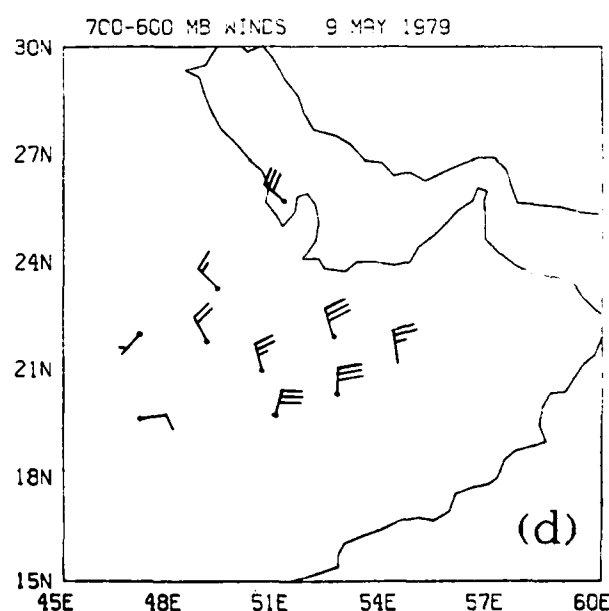 700-600 MB WINDS 9 MAY 1979
30N
27N
24N
21N
18N
15N
(d)
45E 48E 51E 54E 57E 60E